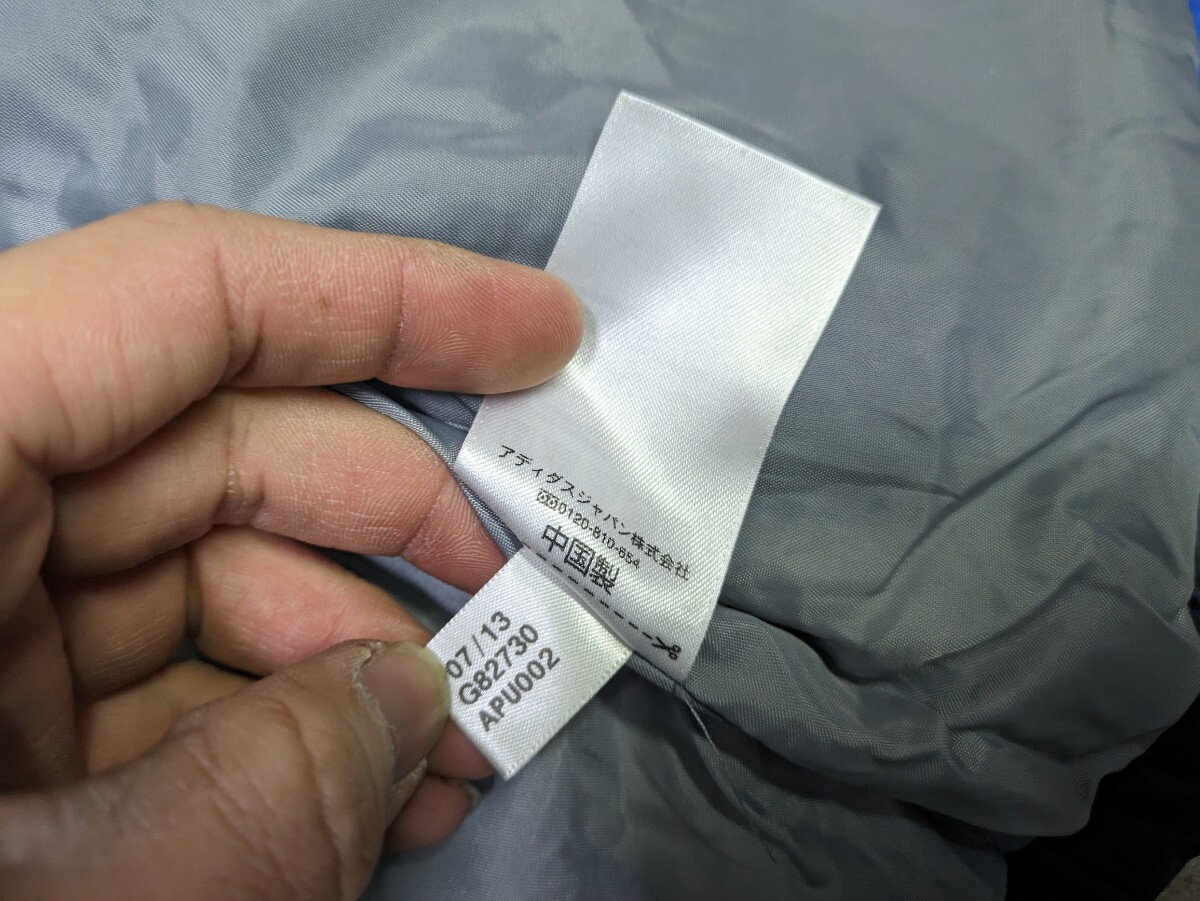 アディダスジャパン株式会社
0120-810-654
中国製
07/13
G82730
APU002